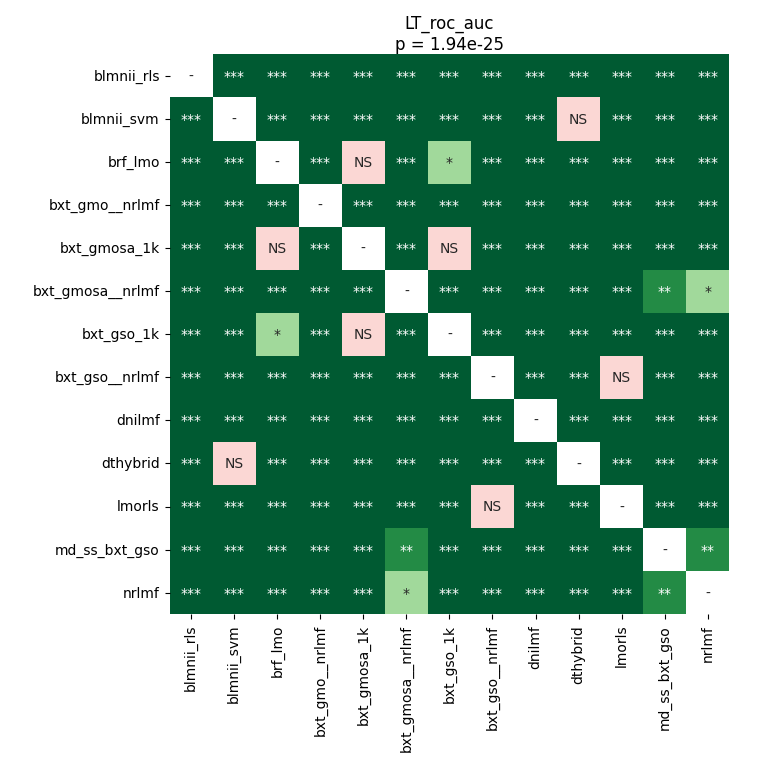 LT_roc_auc
p = 1.94e-25
blmnii_rls - *** *** *** *** *** *** *** *** *** *** *** ***
blmnii_svm *** - *** *** *** *** *** *** *** NS *** *** ***
brf_lmo *** *** - *** NS *** * *** *** *** *** *** ***
bxt_gmo__nrlmf *** *** *** - *** *** *** *** *** *** *** *** ***
bxt_gmosa_1k *** *** NS *** - *** NS *** *** *** *** *** ***
bxt_gmosa__nrlmf *** *** *** *** *** - *** *** *** *** *** ** *
bxt_gso_1k *** *** * *** NS *** - *** *** *** *** *** ***
bxt_gso__nrlmf *** *** *** *** *** *** *** - *** *** NS *** ***
dnilmf *** *** *** *** *** *** *** *** - *** *** *** ***
dthybrid *** NS *** *** *** *** *** *** *** - *** *** ***
lmorls *** *** *** *** *** *** *** NS *** *** - *** ***
md_ss_bxt_gso *** *** *** *** *** ** *** *** *** *** *** - **
nrlmf *** *** *** *** *** * *** *** *** *** *** ** -
blmnii_rls
blmnii_svm
brf_lmo
bxt_gmo__nrlmf
bxt_gmosa_1k
bxt_gmosa__nrlmf
bxt_gso_1k
bxt_gso__nrlmf
dnilmf
dthybrid
lmorls
md_ss_bxt_gso
nrlmf